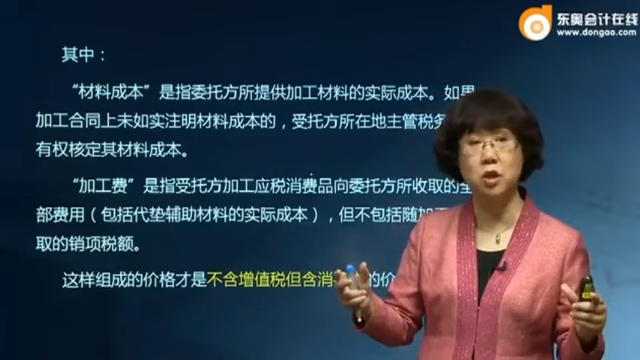 东奥会计在线
www.dongao.com
其中：
“材料成本”是指委托方所提供加工材料的实际成本。如果
加工合同上未如实注明材料成本的，受托方所在地主管税务
有权核定其材料成本。
“加工费”是指受托方加工应税消费品向委托方所收取的全
部费用（包括代垫辅助材料的实际成本），但不包括随加
取的销项税额。
这样组成的价格才是不含增值税但含消 的价